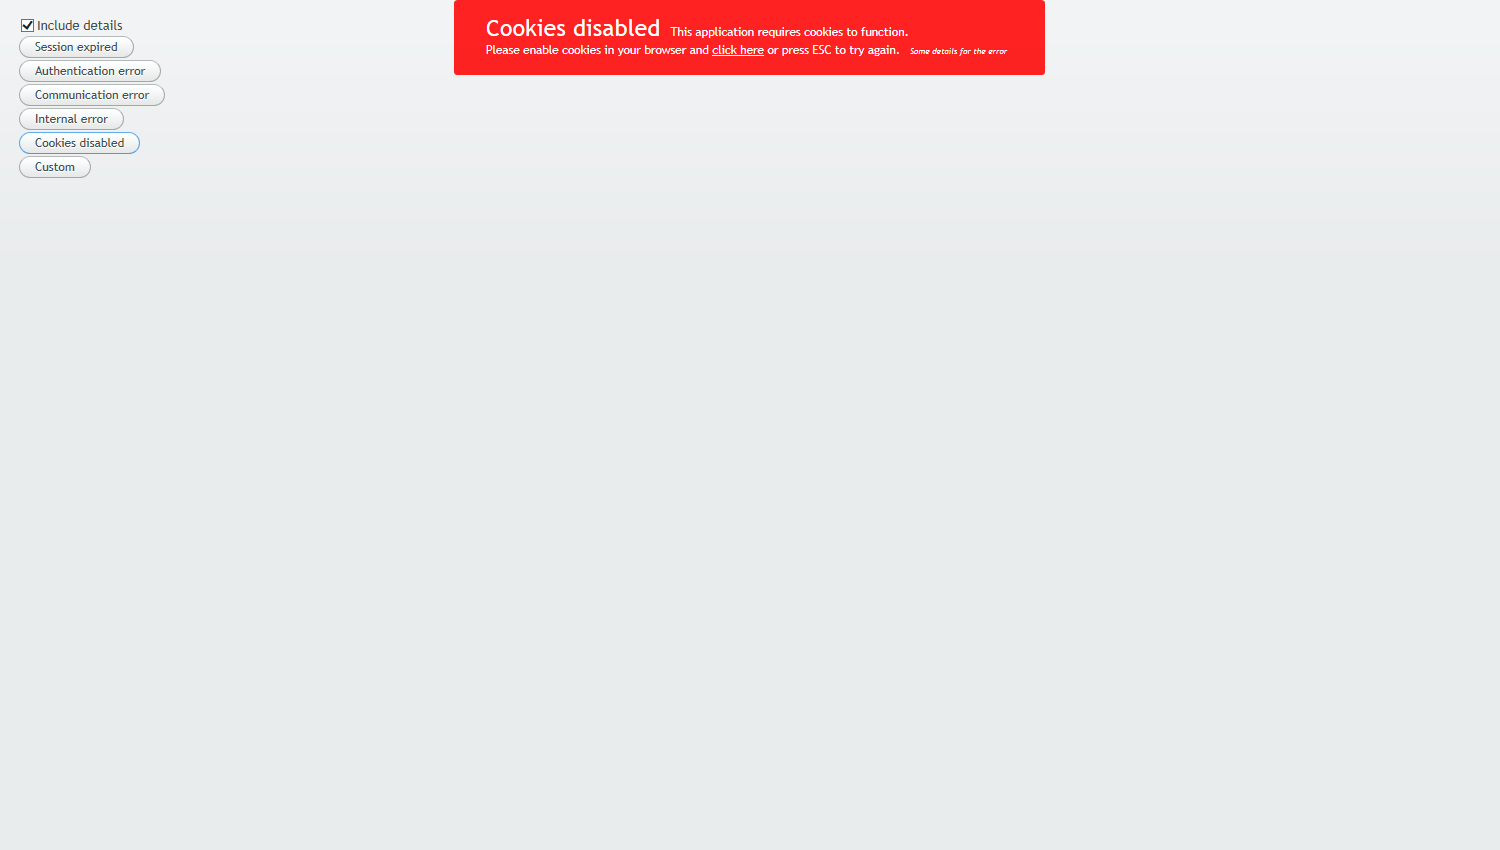 Include details
Session expired
Authentication error
Communication error
Internal error
Cookies disabled
Custom
Cookies disabled This application requires cookies to function.
Please enable cookies in your browser and click here or press ESC to try again. Some details for the error